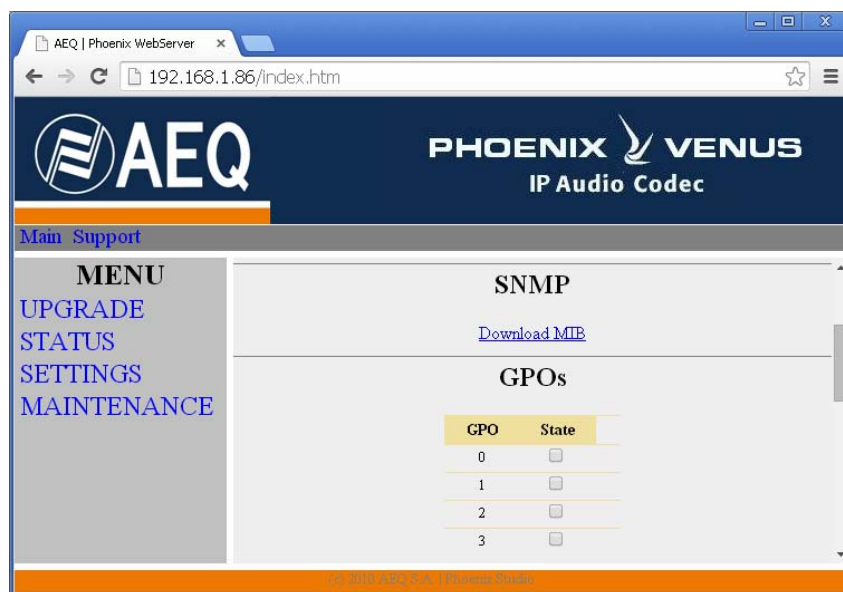 AEQ | Phoenix WebServer
192.168.1.86/index.htm
AEQ
PHOENIX VENUS
IP Audio Codec
Main Support
MENU
UPGRADE
STATUS
SETTINGS
MAINTENANCE
SNMP
Download MIB
GPOs
GPO State
0
1
2
3
(c) 2010 AEQ S.A. | Phoenix Studio